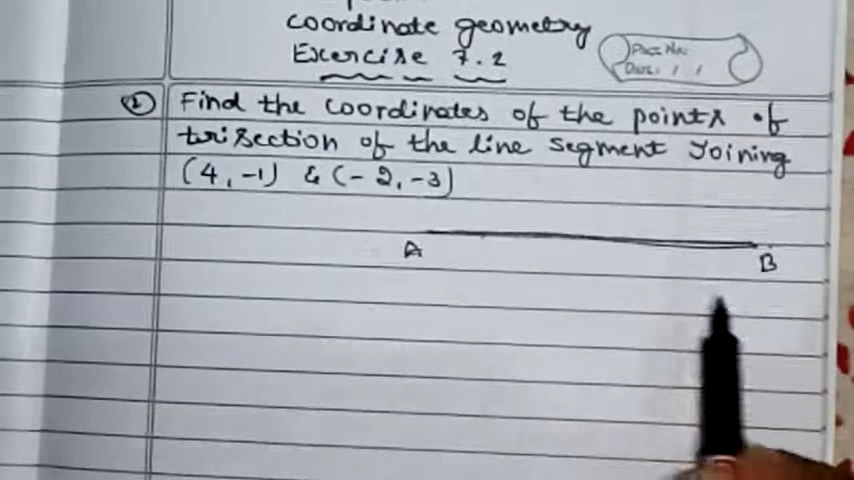 coordinate geometry
Exercise 7.2
Page No:
Date: / /
② Find the coordinates of the points of
trisection of the line segment Joining
(4, -1) & (-2, -3)
A
B